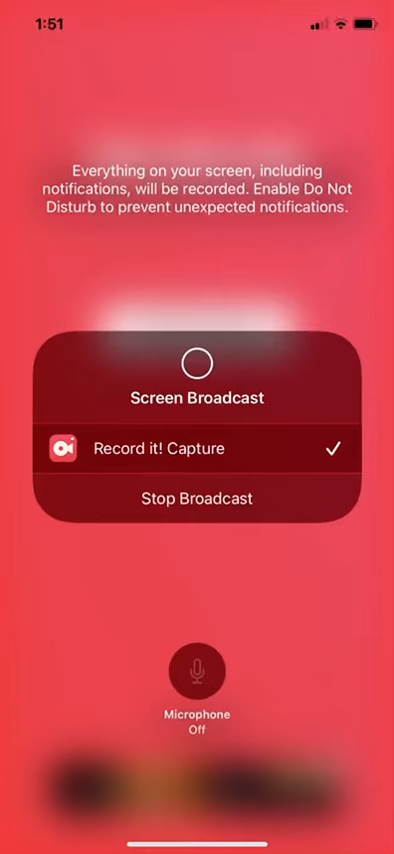 1:51
Everything on your screen, including
notifications, will be recorded. Enable Do Not
Disturb to prevent unexpected notifications.
Screen Broadcast
Record it! Capture
Stop Broadcast
Microphone
Off